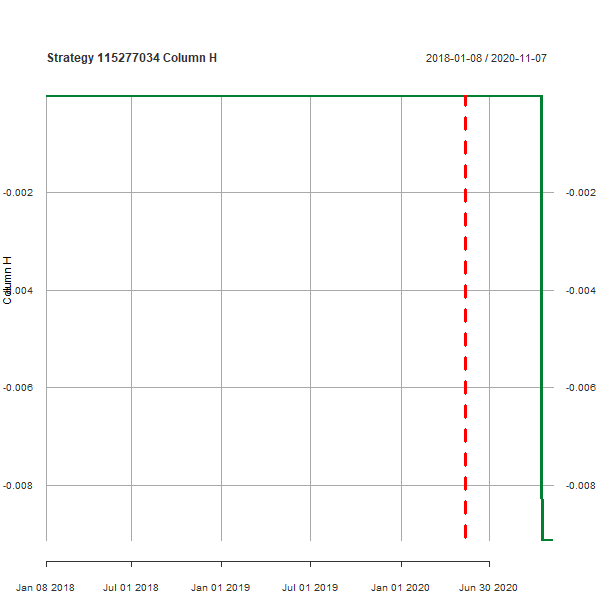 Strategy 115277034 Column H
2018-01-08 / 2020-11-07
-0.002
-0.002
Column H
-0.004
-0.004
-0.006
-0.006
-0.008
-0.008
Jan 08 2018
Jul 01 2018
Jan 01 2019
Jul 01 2019
Jan 01 2020
Jun 30 2020